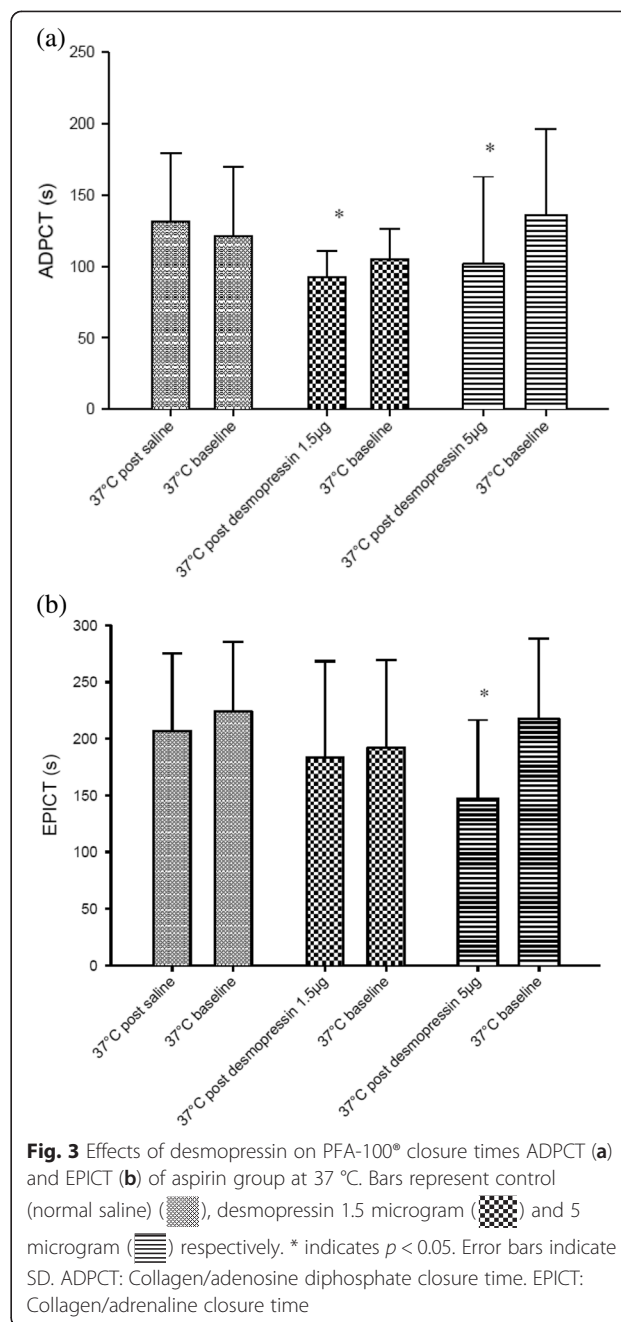 (a)
250
200
150
100
50
0
ADPCT (s)
*
*
37°C post saline
37°C baseline
37°C post desmopressin 1.5µg
37°C baseline
37°C post desmopressin 5µg
37°C baseline
(b)
300
250
200
150
100
50
0
EPICT (s)
*
37°C post saline
37°C baseline
37°C post desmopressin 1.5µg
37°C baseline
37°C post desmopressin 5µg
37°C baseline
Fig. 3 Effects of desmopressin on PFA-100® closure times ADPCT (a)
and EPICT (b) of aspirin group at 37 °C. Bars represent control
(normal saline) ( ), desmopressin 1.5 microgram ( ) and 5
microgram ( ) respectively. * indicates p < 0.05. Error bars indicate
SD. ADPCT: Collagen/adenosine diphosphate closure time. EPICT:
Collagen/adrenaline closure time